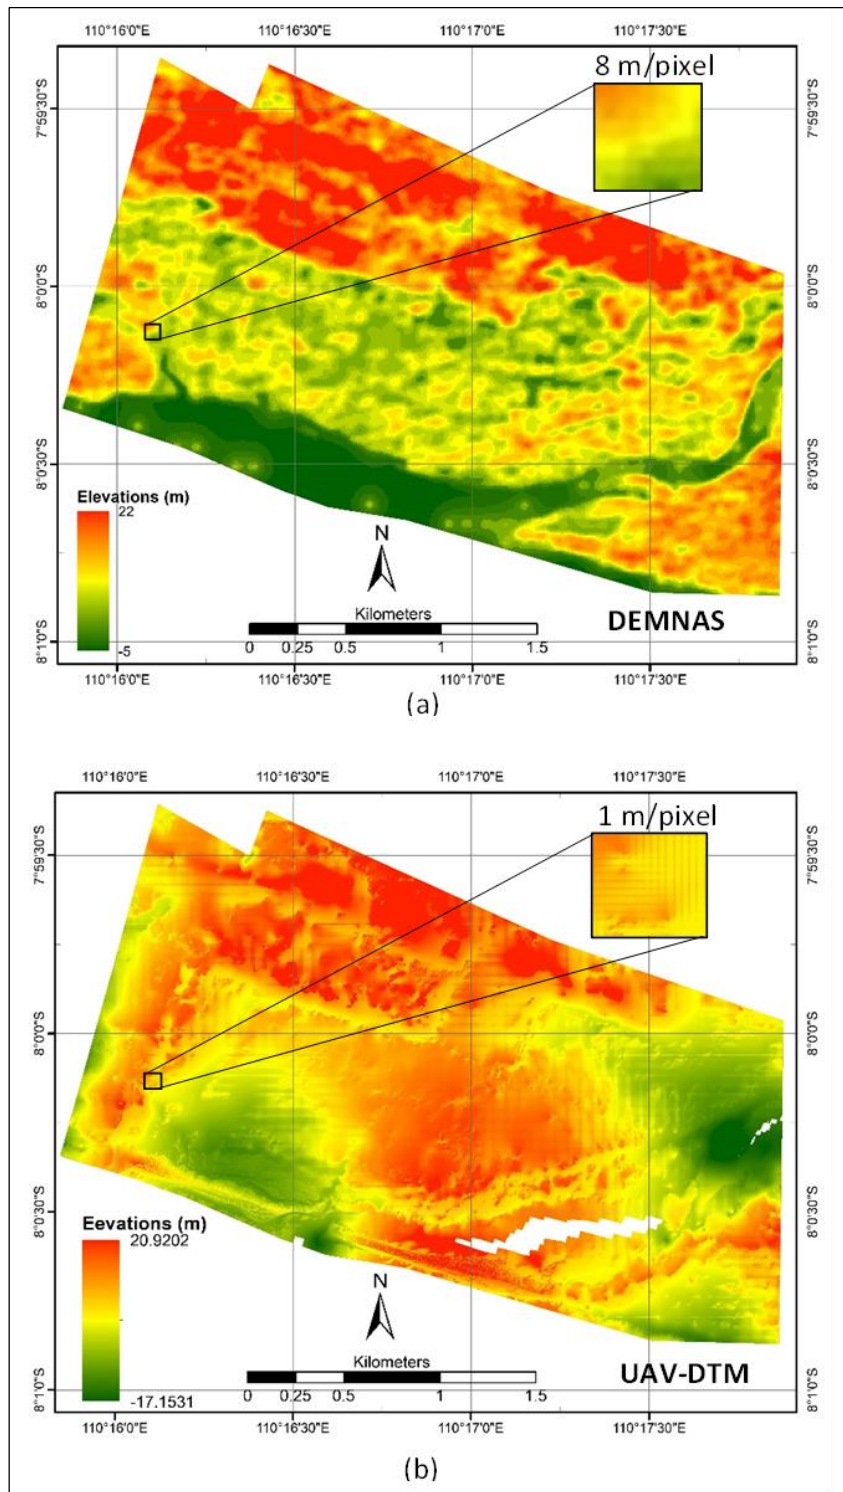 110°16'0"E 110°16'30"E 110°17'0"E 110°17'30"E
8 m/pixel
7°59'30"S 7°59'30"S
8°0'0"S 8°0'0"S
8°0'30"S 8°0'30"S
Elevations (m)
22
-5
N
Kilometers
0 0.25 0.5 1 1.5
DEMNAS
8°1'0"S 8°1'0"S
110°16'0"E 110°16'30"E 110°17'0"E 110°17'30"E
(a)
110°16'0"E 110°16'30"E 110°17'0"E 110°17'30"E
1 m/pixel
7°59'30"S 7°59'30"S
8°0'0"S 8°0'0"S
8°0'30"S 8°0'30"S
Eevations (m)
20.9202
-17.1531
N
Kilometers
0 0.25 0.5 1 1.5
UAV-DTM
8°1'0"S 8°1'0"S
110°16'0"E 110°16'30"E 110°17'0"E 110°17'30"E
(b)